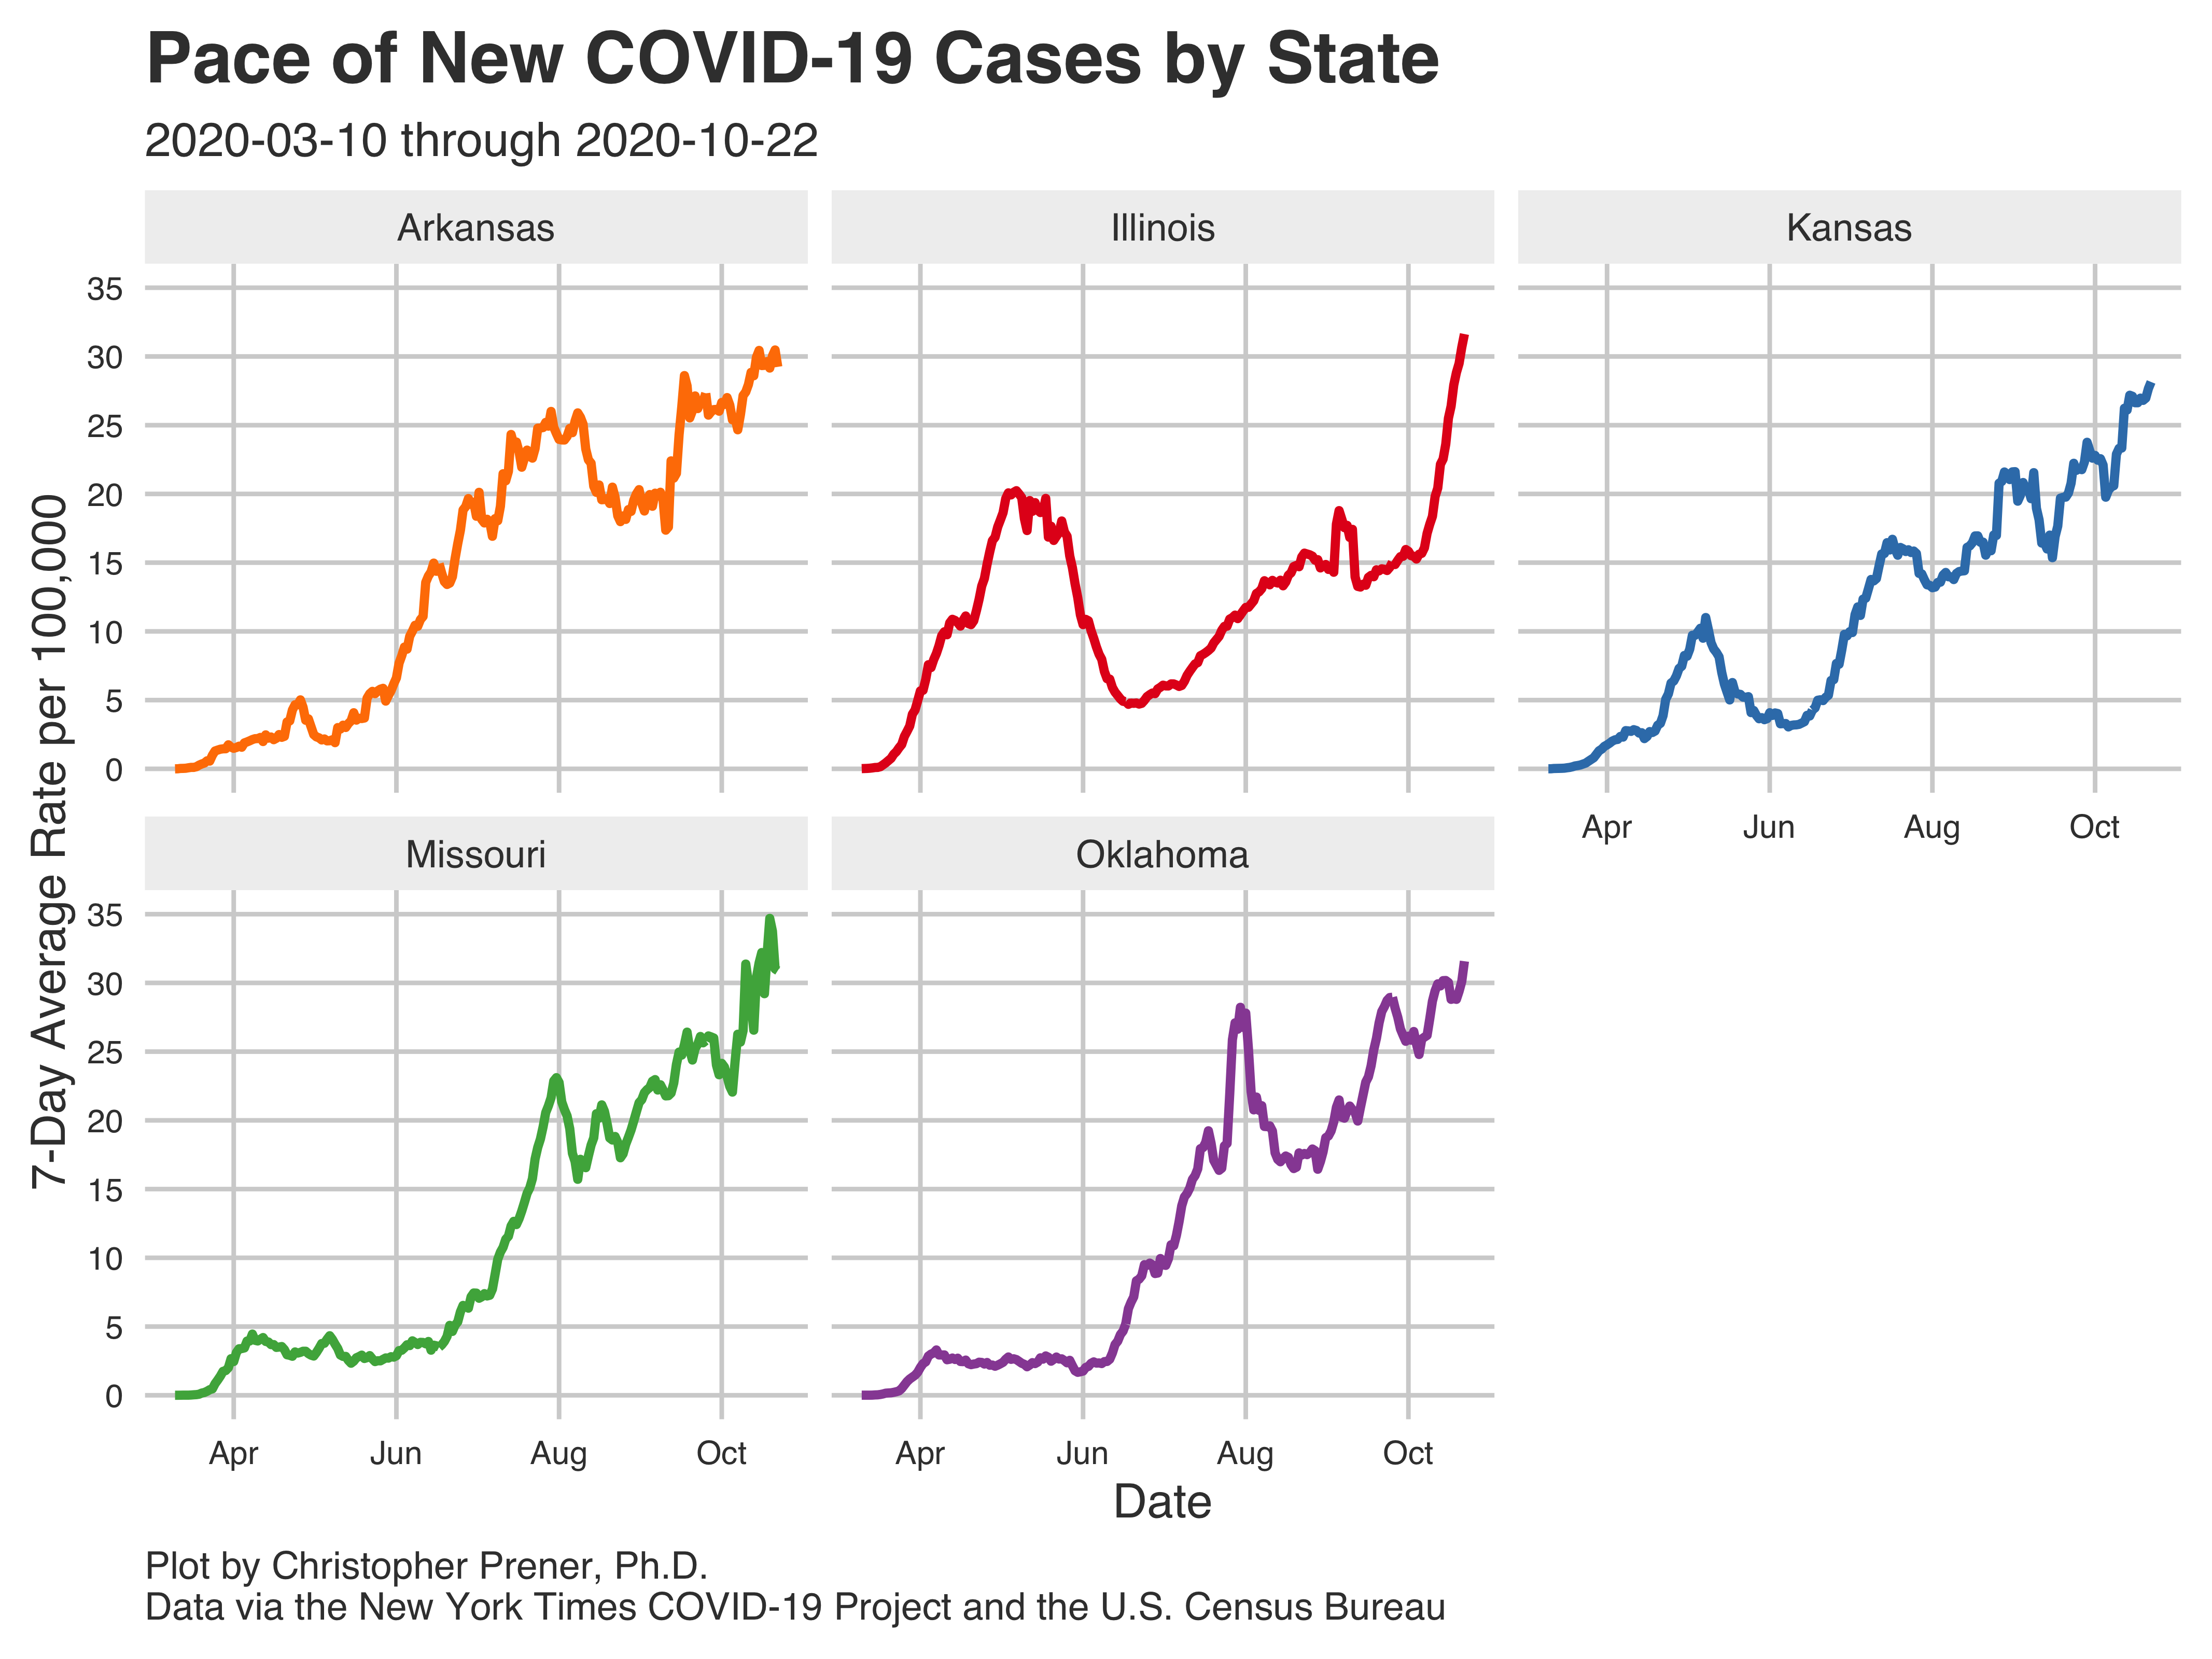 Pace of New COVID-19 Cases by State
2020-03-10 through 2020-10-22
Arkansas
Illinois
Kansas
35
30
25
20
15
10
5
0
Apr Jun Aug Oct
Missouri
Oklahoma
35
30
25
20
15
10
5
0
Apr Jun Aug Oct
Apr Jun Aug Oct
7-Day Average Rate per 100,000
Date
Plot by Christopher Prener, Ph.D.
Data via the New York Times COVID-19 Project and the U.S. Census Bureau